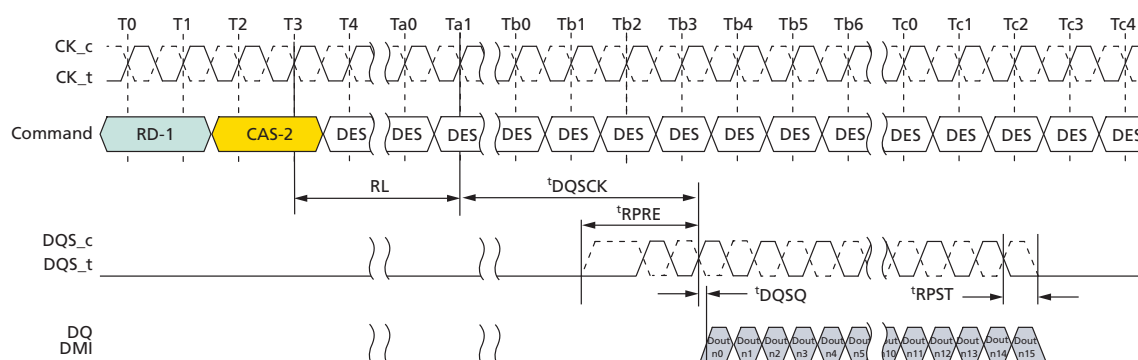 T0 T1 T2 T3 T4 Ta0 Ta1 Tb0 Tb1 Tb2 Tb3 Tb4 Tb5 Tb6 Tc0 Tc1 Tc2 Tc3 Tc4
CK_c
CK_t
Command RD-1 CAS-2 DES DES DES DES DES DES DES DES DES DES DES DES DES DES DES
RL tDQSCK
tRPRE
DQS_c
DQS_t
tDQSQ tRPST
DQ
DMI
Dout Dout Dout Dout Dout Dout Dout Dout Dout Dout Dout
n0 n1 n2 n3 n4 n5 n10 n11 n12 n13 n14 n15